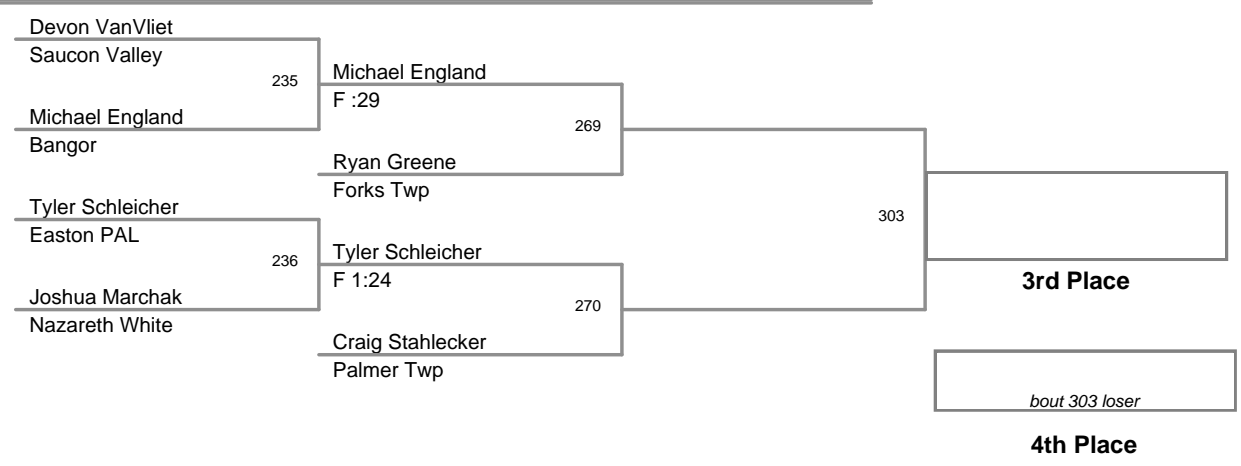 Devon VanVliet
Saucon Valley
235
Michael England
F :29
Michael England
Bangor
269
Ryan Greene
Forks Twp
Tyler Schleicher
Easton PAL
303
236
Tyler Schleicher
F 1:24
3rd Place
Joshua Marchak
Nazareth White
270
Craig Stahlecker
Palmer Twp
bout 303 loser
4th Place